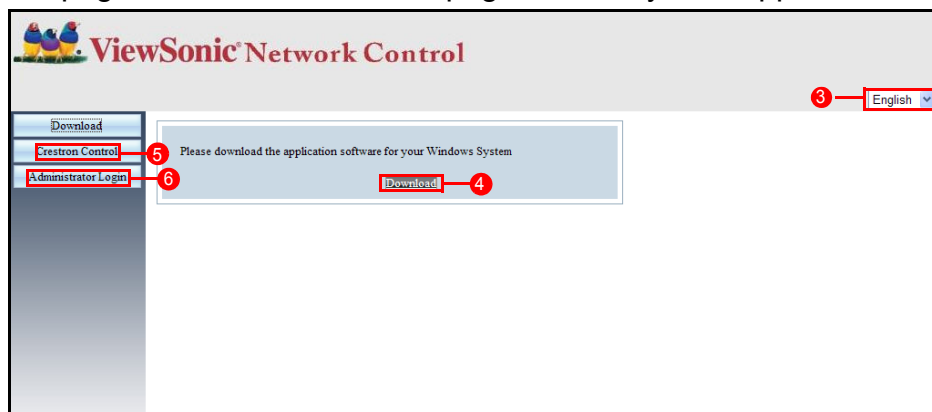 ViewSonic® Network Control
3 English
Download
Crestron Control 5
Please download the application software for your Windows System
Administrator Login 6
Download 4